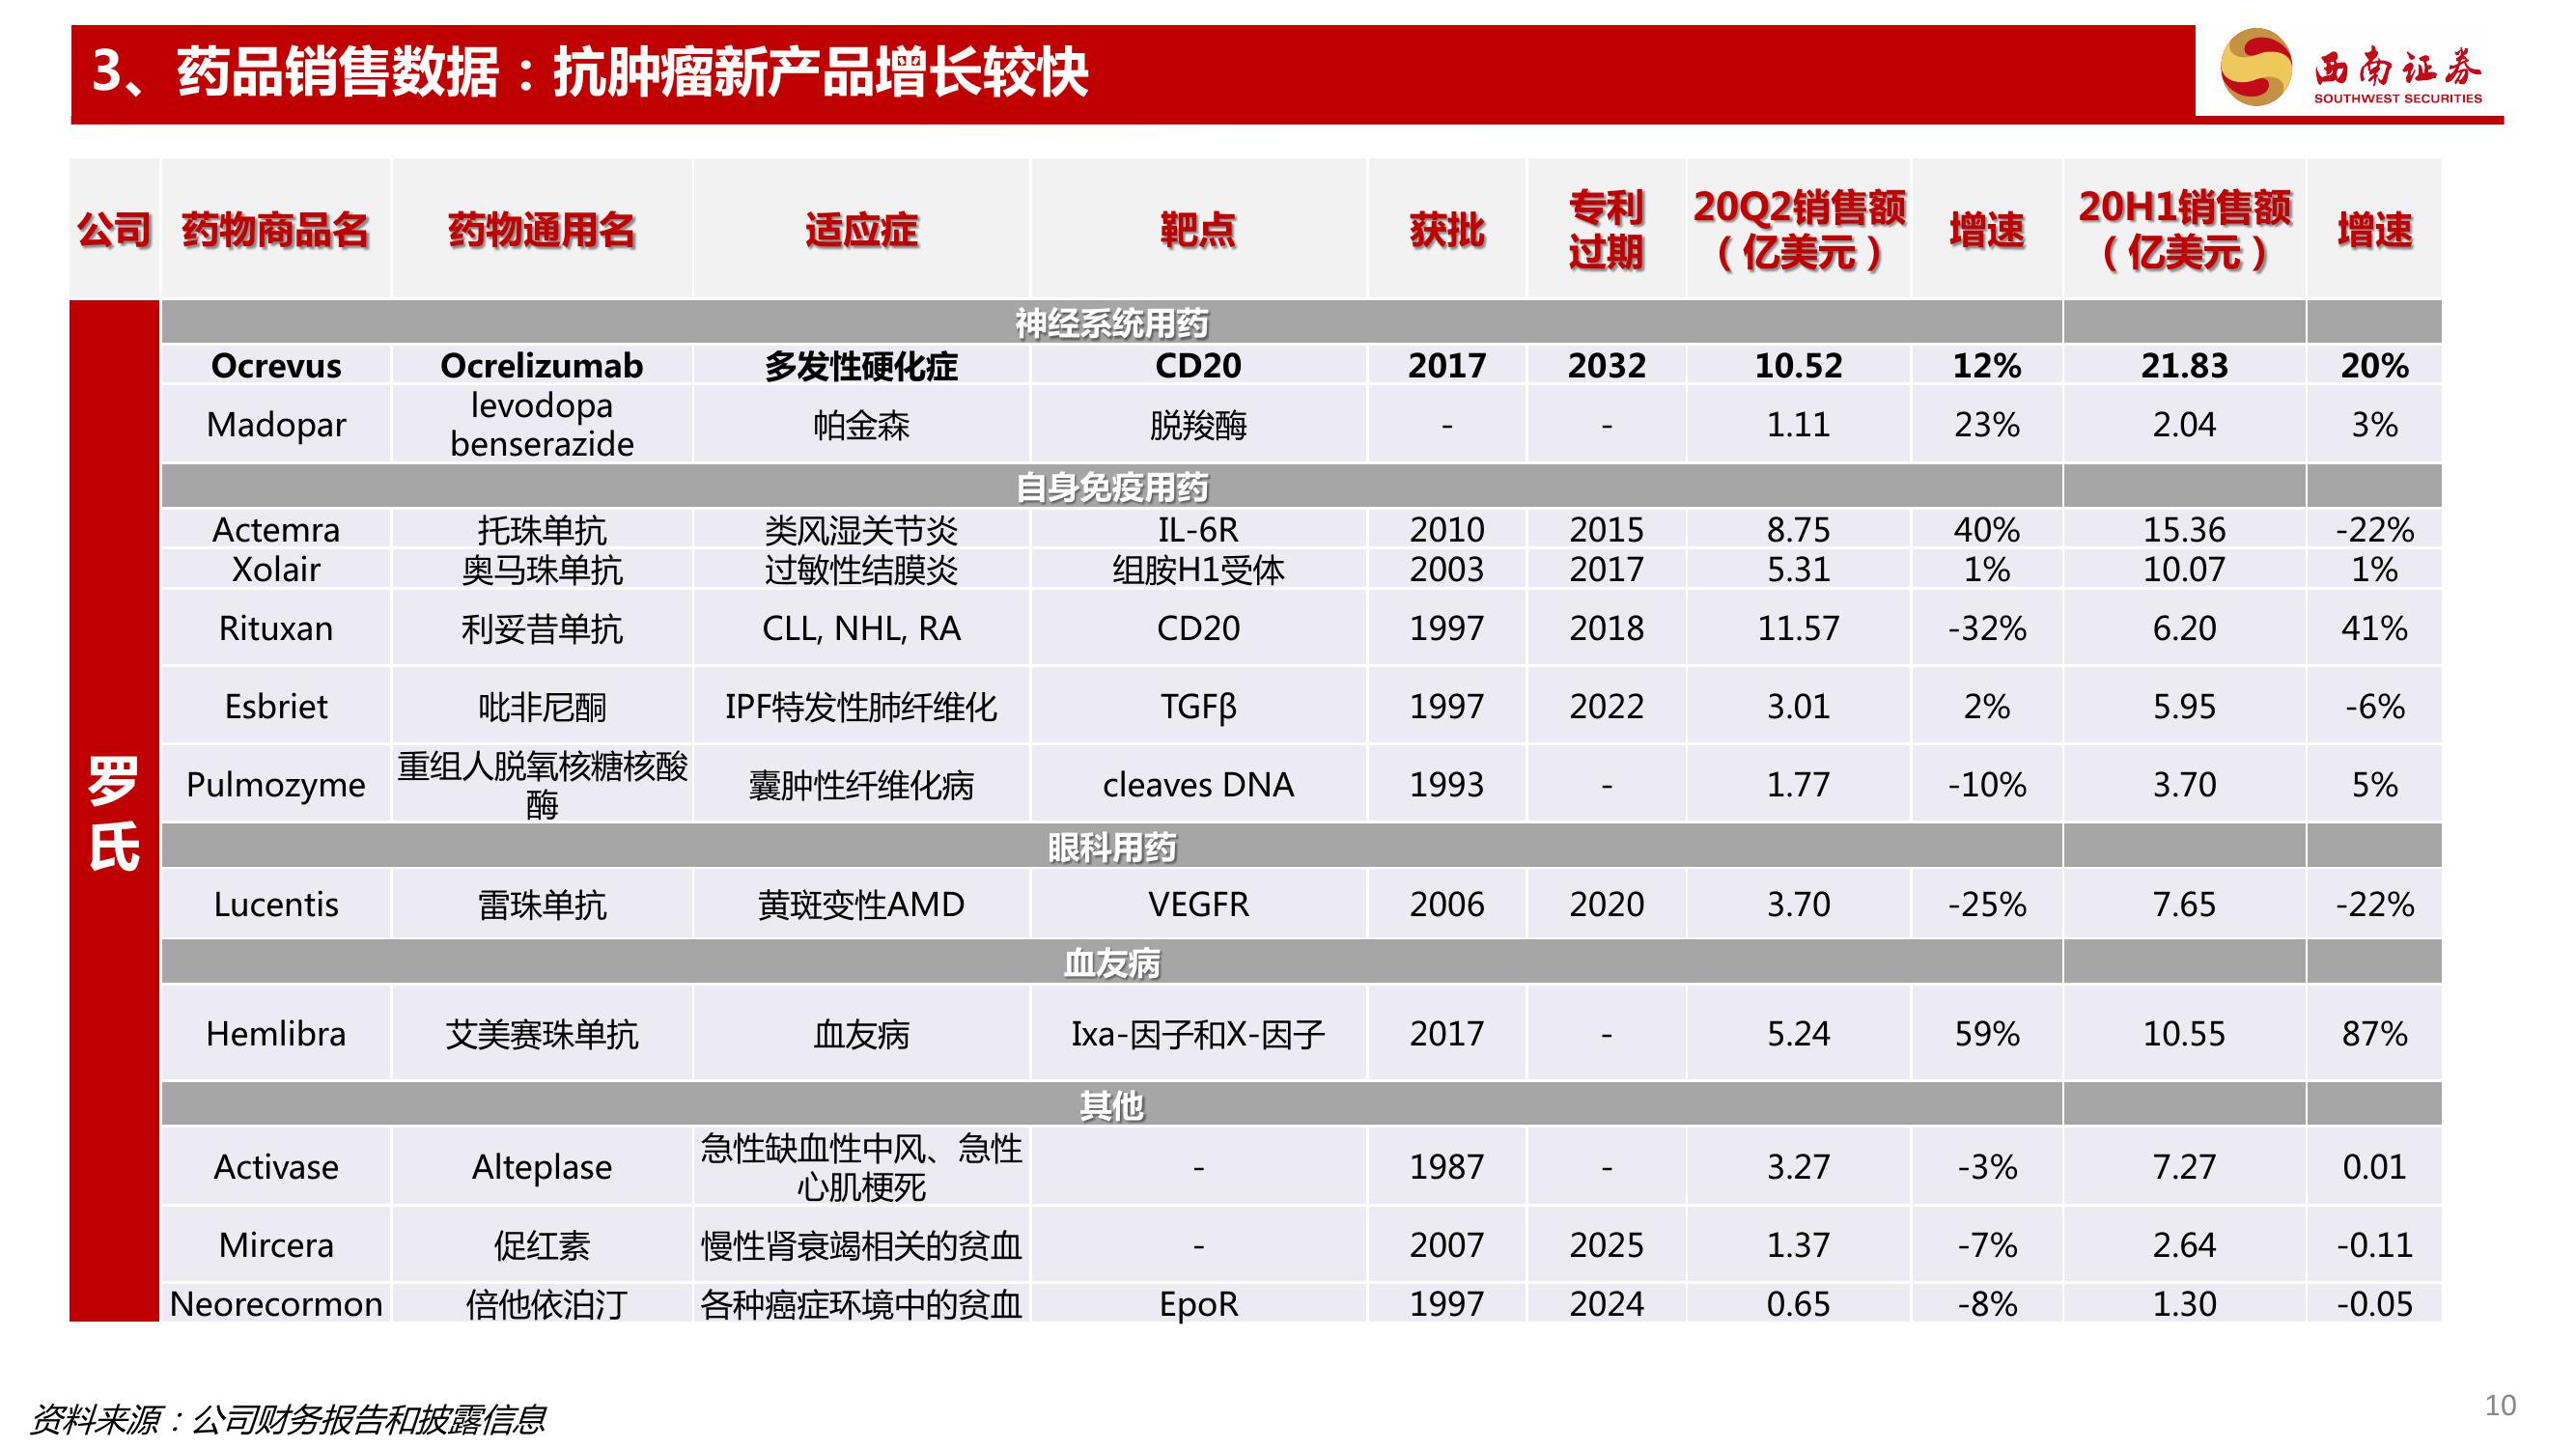 3、药品销售数据：抗肿瘤新产品增长较快
西南证券
SOUTHWEST SECURITIES
公司 药物商品名 药物通用名 适应症 靶点 获批 专利过期 20Q2销售额（亿美元） 增速 20H1销售额（亿美元） 增速
罗氏
神经系统用药
Ocrevus Ocrelizumab 多发性硬化症 CD20 2017 2032 10.52 12% 21.83 20%
Madopar levodopa benserazide 帕金森 脱羧酶 - - 1.11 23% 2.04 3%
自身免疫用药
Actemra 托珠单抗 类风湿关节炎 IL-6R 2010 2015 8.75 40% 15.36 -22%
Xolair 奥马珠单抗 过敏性结膜炎 组胺H1受体 2003 2017 5.31 1% 10.07 1%
Rituxan 利妥昔单抗 CLL, NHL, RA CD20 1997 2018 11.57 -32% 6.20 41%
Esbriet 吡非尼酮 IPF特发性肺纤维化 TGFβ 1997 2022 3.01 2% 5.95 -6%
Pulmozyme 重组人脱氧核糖核酸酶 囊肿性纤维化病 cleaves DNA 1993 - 1.77 -10% 3.70 5%
眼科用药
Lucentis 雷珠单抗 黄斑变性AMD VEGFR 2006 2020 3.70 -25% 7.65 -22%
血友病
Hemlibra 艾美赛珠单抗 血友病 Ixa-因子和X-因子 2017 - 5.24 59% 10.55 87%
其他
Activase Alteplase 急性缺血性中风、急性心肌梗死 - 1987 - 3.27 -3% 7.27 0.01
Mircera 促红素 慢性肾衰竭相关的贫血 - 2007 2025 1.37 -7% 2.64 -0.11
Neorecormon 倍他依泊汀 各种癌症环境中的贫血 EpoR 1997 2024 0.65 -8% 1.30 -0.05
资料来源：公司财务报告和披露信息
10